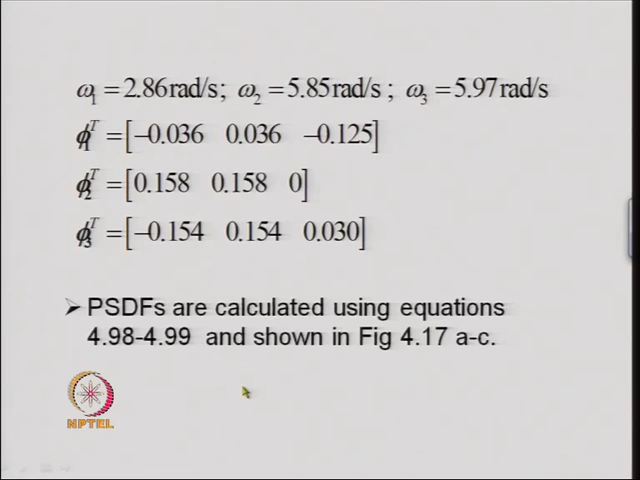 ω₁ = 2.86 rad/s; ω₂ = 5.85 rad/s; ω₃ = 5.97 rad/s
ϕ₁ᵀ = [−0.036 0.036 −0.125]
ϕ₂ᵀ = [0.158 0.158 0]
ϕ₃ᵀ = [−0.154 0.154 0.030]
➢ PSDFs are calculated using equations
4.98-4.99 and shown in Fig 4.17 a-c.
NPTEL